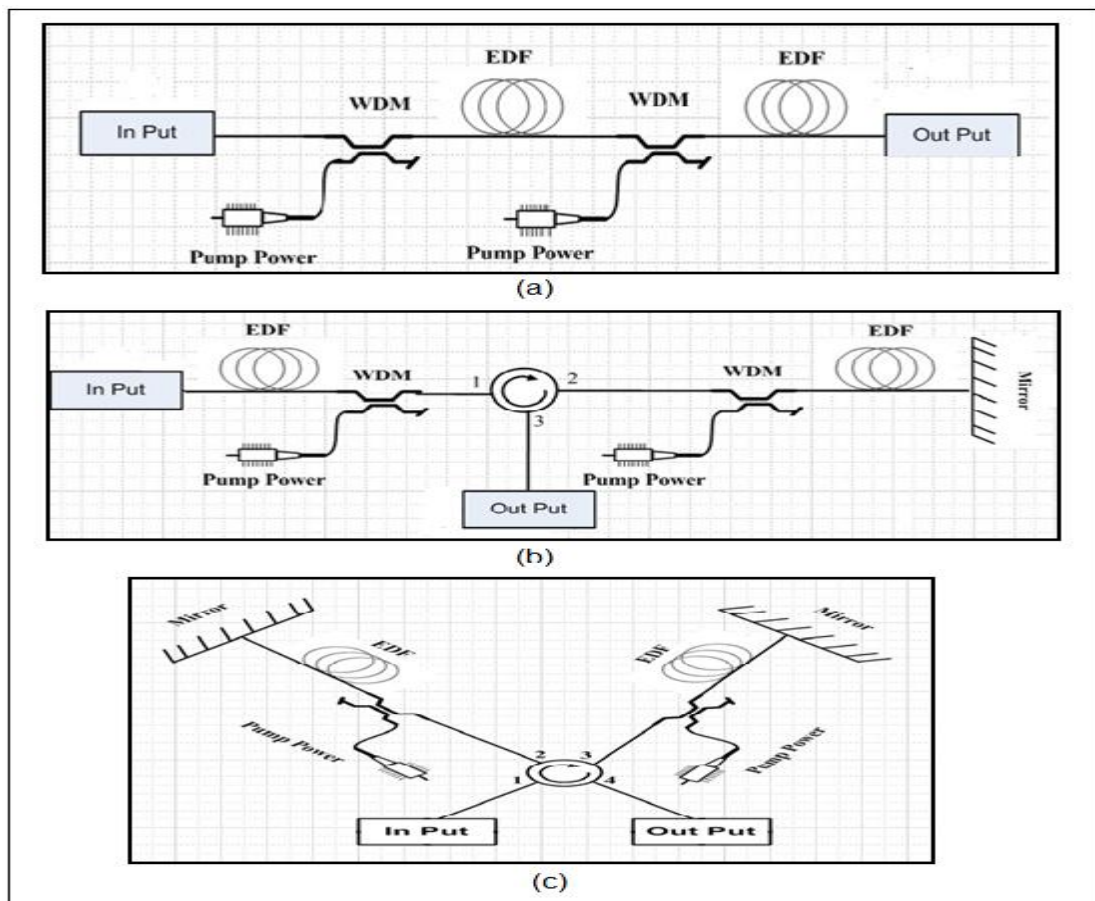 EDF
EDF
WDM
WDM
In Put
Out Put
Pump Power
Pump Power
(a)
EDF
EDF
In Put
WDM
1
2
WDM
Mirror
3
Pump Power
Pump Power
Out Put
(b)
Mirror
Mirror
EDF
EDF
Pump Power
Pump Power
2
3
1
4
In Put
Out Put
(c)